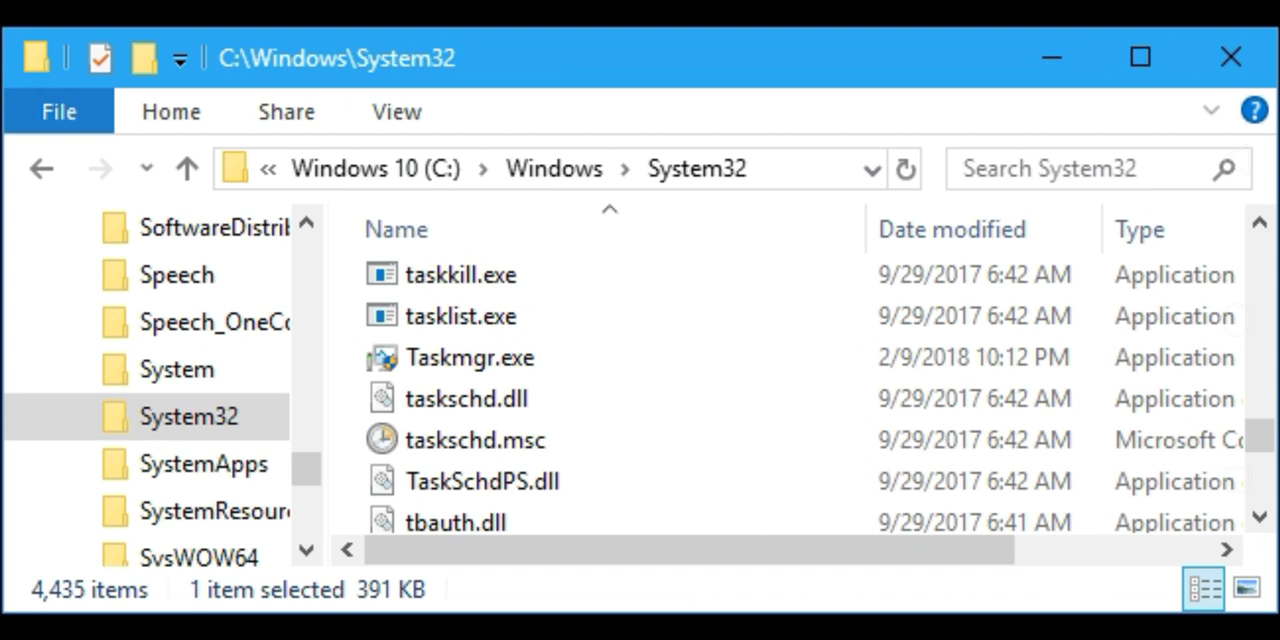 C:\Windows\System32
File Home Share View
« Windows 10 (C:) › Windows › System32 Search System32
SoftwareDistrib
Speech
Speech_OneCo
System
System32
SystemApps
SystemResourc
SysWOW64
Name Date modified Type
taskkill.exe 9/29/2017 6:42 AM Application
tasklist.exe 9/29/2017 6:42 AM Application
Taskmgr.exe 2/9/2018 10:12 PM Application
taskschd.dll 9/29/2017 6:42 AM Application
taskschd.msc 9/29/2017 6:42 AM Microsoft Co
TaskSchdPS.dll 9/29/2017 6:42 AM Application
tbauth.dll 9/29/2017 6:41 AM Application
4,435 items 1 item selected 391 KB